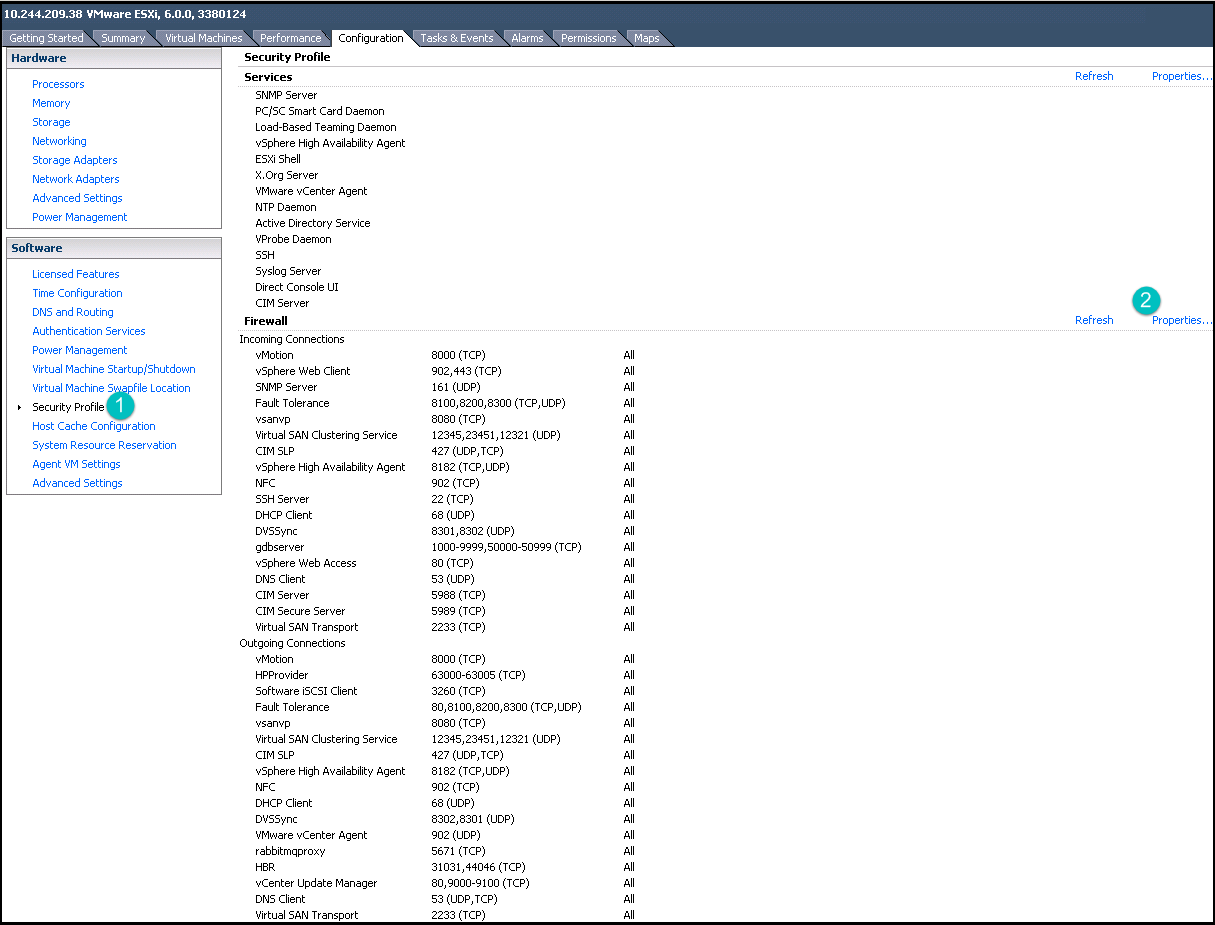 10.244.209.38 VMware ESXi, 6.0.0, 3380124
Getting Started Summary Virtual Machines Performance Configuration Tasks & Events Alarms Permissions Maps
Hardware
Processors
Memory
Storage
Networking
Storage Adapters
Network Adapters
Advanced Settings
Power Management
Software
Licensed Features
Time Configuration
DNS and Routing
Authentication Services
Power Management
Virtual Machine Startup/Shutdown
Virtual Machine Swapfile Location
Security Profile 1
Host Cache Configuration
System Resource Reservation
Agent VM Settings
Advanced Settings
Security Profile
Services Refresh Properties...
SNMP Server
PC/SC Smart Card Daemon
Load-Based Teaming Daemon
vSphere High Availability Agent
ESXi Shell
X.Org Server
VMware vCenter Agent
NTP Daemon
Active Directory Service
VProbe Daemon
SSH
Syslog Server
Direct Console UI
CIM Server
2
Firewall Refresh Properties...
Incoming Connections
vMotion 8000 (TCP) All
vSphere Web Client 902,443 (TCP) All
SNMP Server 161 (UDP) All
Fault Tolerance 8100,8200,8300 (TCP,UDP) All
vsanvp 8080 (TCP) All
Virtual SAN Clustering Service 12345,23451,12321 (UDP) All
CIM SLP 427 (UDP,TCP) All
vSphere High Availability Agent 8182 (TCP,UDP) All
NFC 902 (TCP) All
SSH Server 22 (TCP) All
DHCP Client 68 (UDP) All
DVSSync 8301,8302 (UDP) All
gdbserver 1000-9999,50000-50999 (TCP) All
vSphere Web Access 80 (TCP) All
DNS Client 53 (UDP) All
CIM Server 5988 (TCP) All
CIM Secure Server 5989 (TCP) All
Virtual SAN Transport 2233 (TCP) All
Outgoing Connections
vMotion 8000 (TCP) All
HPProvider 63000-63005 (TCP) All
Software iSCSI Client 3260 (TCP) All
Fault Tolerance 80,8100,8200,8300 (TCP,UDP) All
vsanvp 8080 (TCP) All
Virtual SAN Clustering Service 12345,23451,12321 (UDP) All
CIM SLP 427 (UDP,TCP) All
vSphere High Availability Agent 8182 (TCP,UDP) All
NFC 902 (TCP) All
DHCP Client 68 (UDP) All
DVSSync 8302,8301 (UDP) All
VMware vCenter Agent 902 (UDP) All
rabbitmqproxy 5671 (TCP) All
HBR 31031,44046 (TCP) All
vCenter Update Manager 80,9000-9100 (TCP) All
DNS Client 53 (UDP,TCP) All
Virtual SAN Transport 2233 (TCP) All